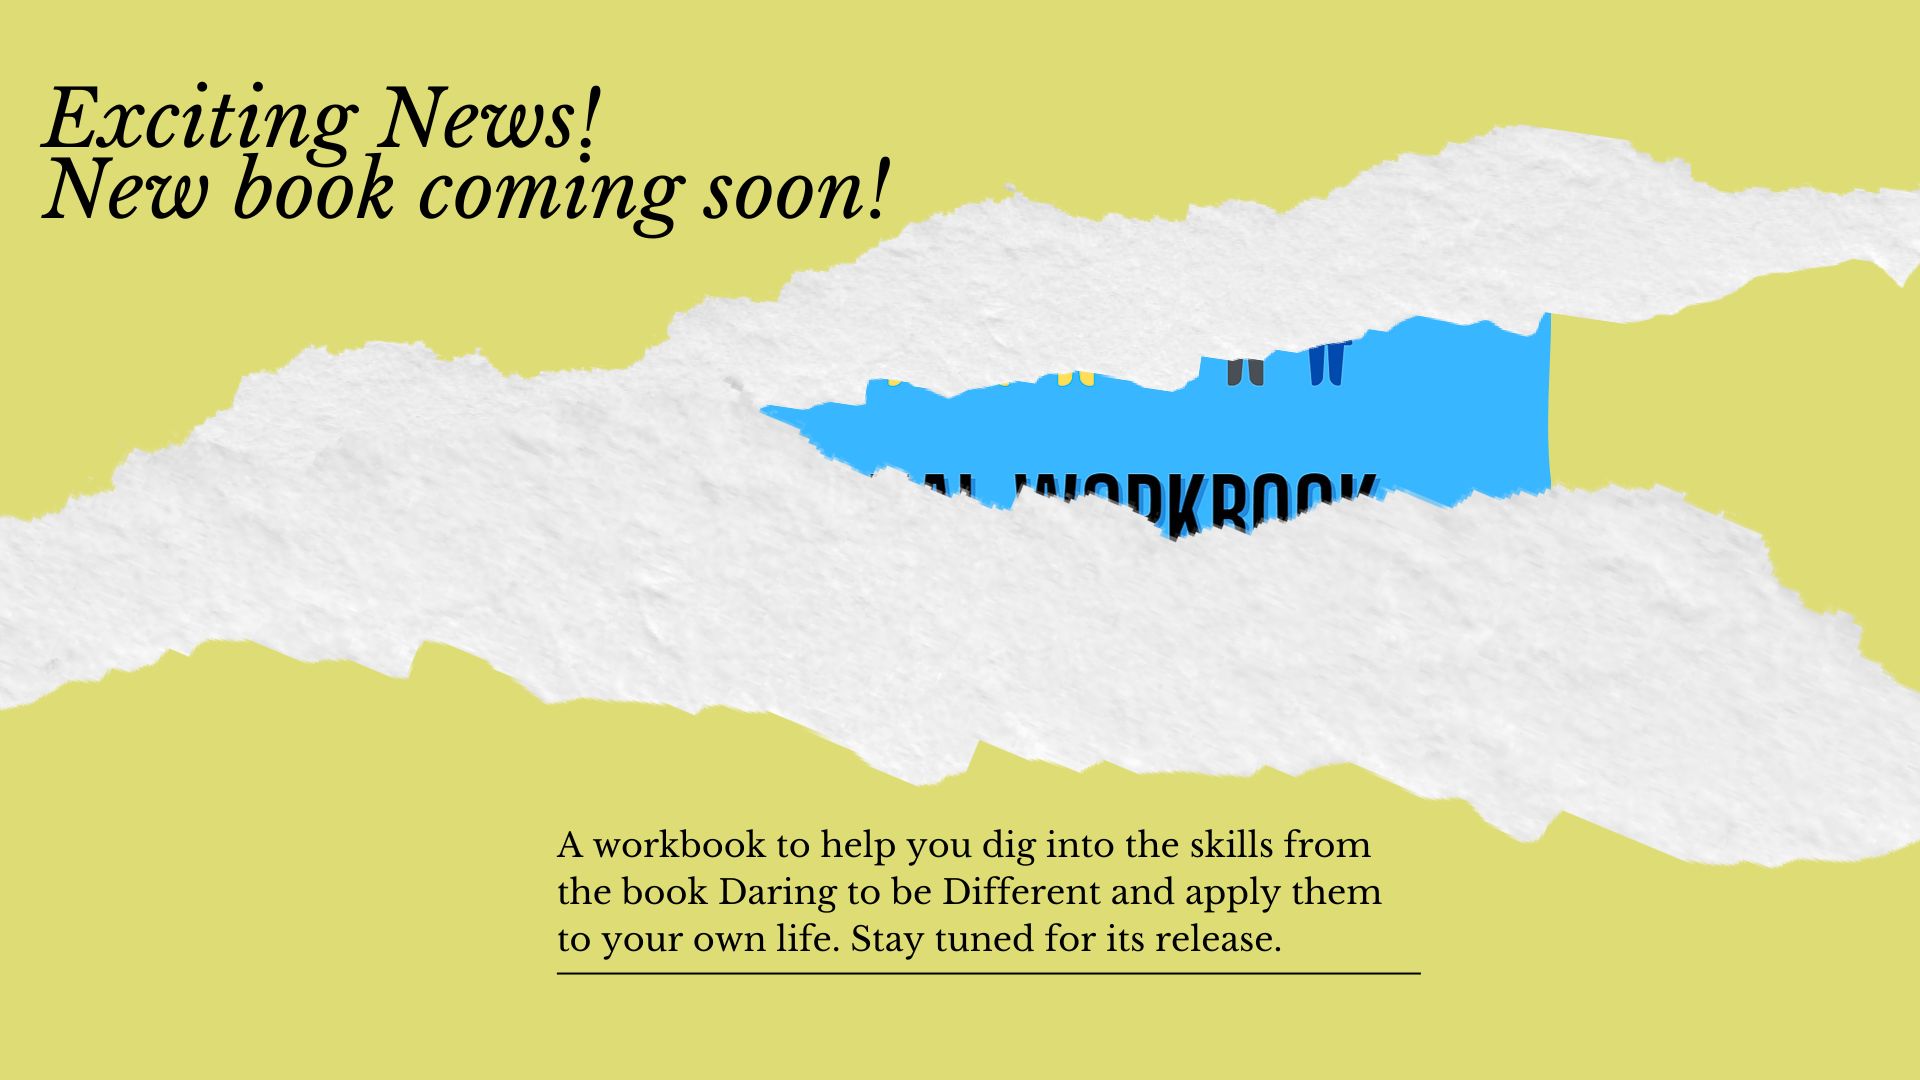 Exciting News!
New book coming soon!
AL WORKBOOK
A workbook to help you dig into the skills from
the book Daring to be Different and apply them
to your own life. Stay tuned for its release.